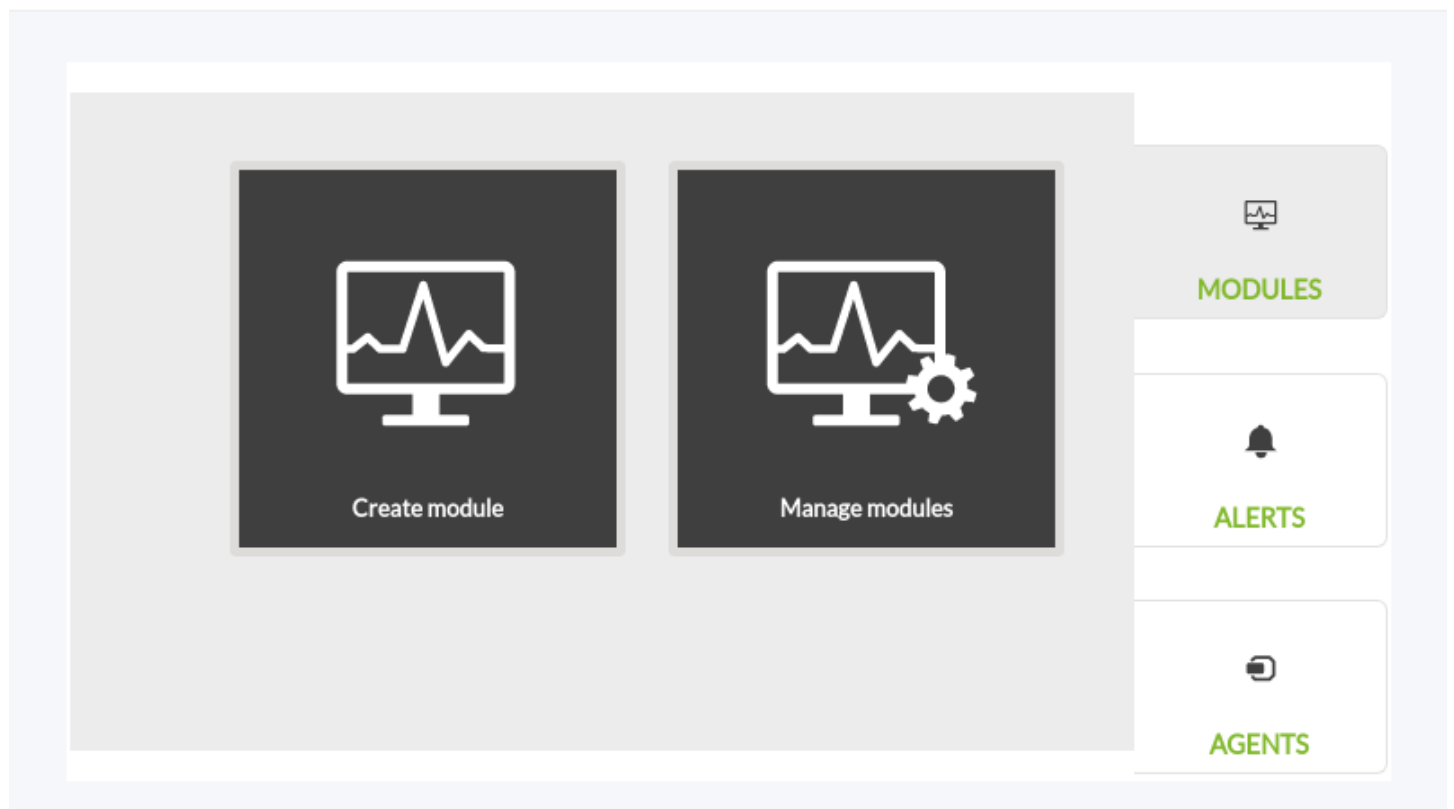 Create module
Manage modules
MODULES
ALERTS
AGENTS